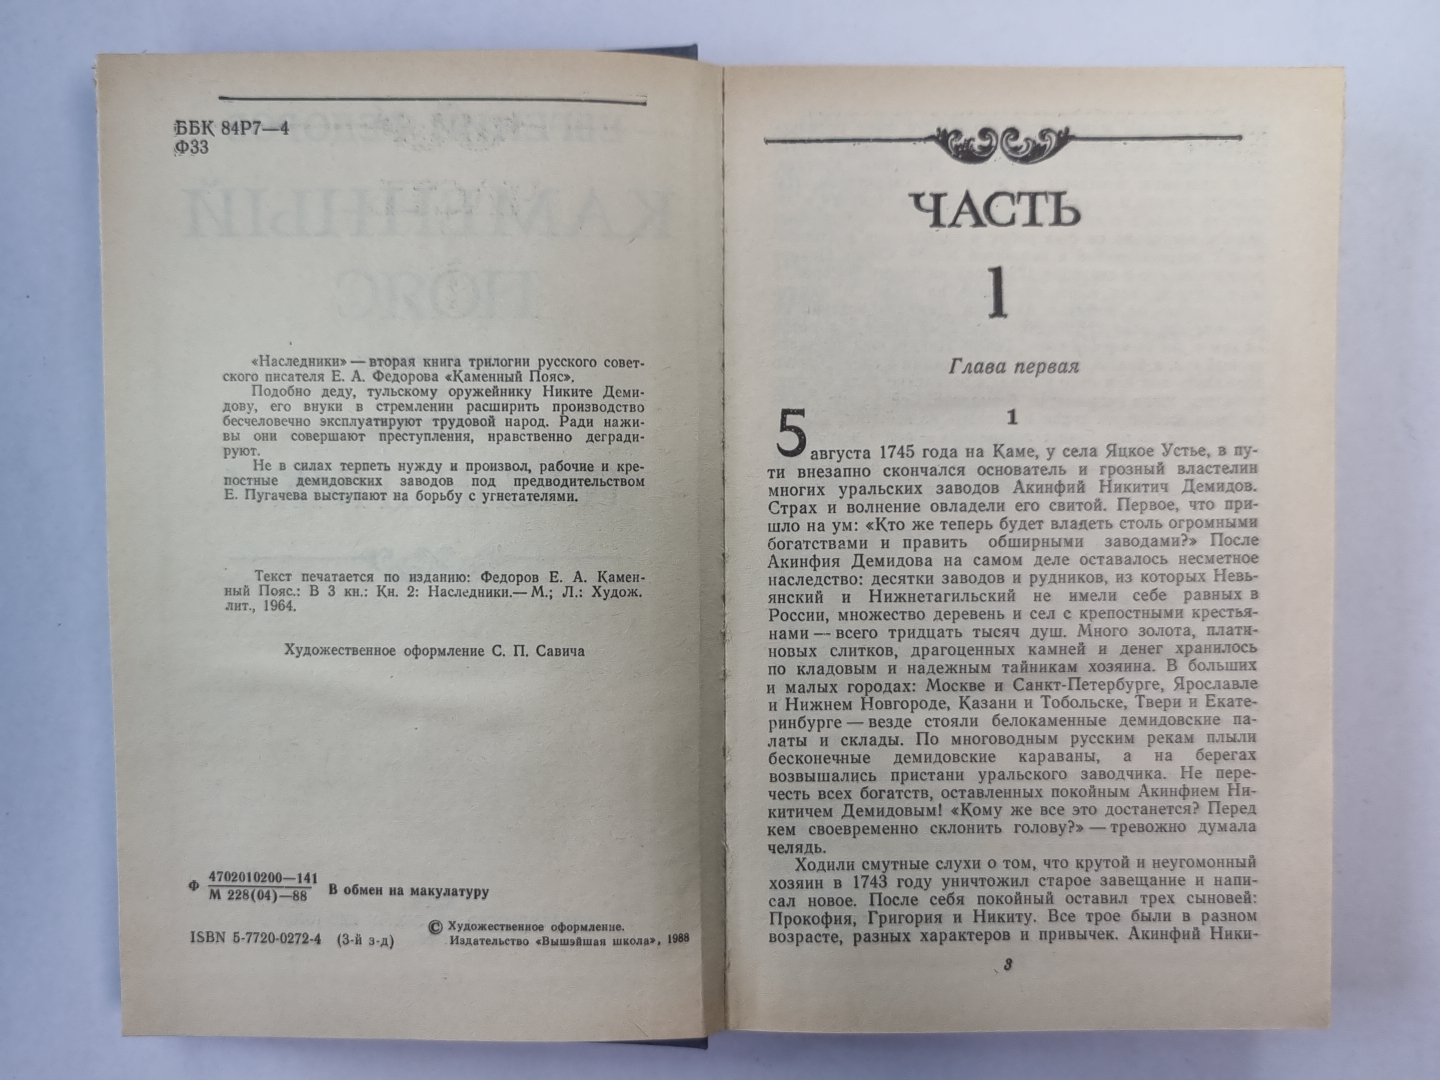 ББК 84Р7—4
Ф33
«Наследники» — вторая книга трилогии русского совет-
ского писателя Е. А. Федорова «Каменный Пояс».
Подобно деду, тульскому оружейнику Никите Деми-
дову, его внуки в стремлении расширить производство
бесчеловечно эксплуатируют трудовой народ. Ради нажи-
вы они совершают преступления, нравственно дегради-
руют.
Не в силах терпеть нужду и произвол, рабочие и кре-
постные демидовских заводов под предводительством
Е. Пугачева выступают на борьбу с угнетателями.
Текст печатается по изданию: Федоров Е. А. Камен-
ный Пояс.: В 3 кн.: Кн. 2: Наследники.— М.; Л.: Худож.
лит., 1964.
Художественное оформление С. П. Савича
Ф 4702010200—141
М 228(04)—88 В обмен на макулатуру
ISBN 5-7720-0272-4 (3-й з-д)
© Художественное оформление.
Издательство «Вышэйшая школа», 1988
ЧАСТЬ
1
Глава первая
1
5 августа 1745 года на Каме, у села Яцкое Устье, в пу-
ти внезапно скончался основатель и грозный властелин
многих уральских заводов Акинфий Никитич Демидов.
Страх и волнение овладели его свитой. Первое, что при-
шло на ум: «Кто же теперь будет владеть столь огромными
богатствами и править обширными заводами?» После
Акинфия Демидова на самом деле оставалось несметное
наследство: десятки заводов и рудников, из которых Невь-
янский и Нижнетагильский не имели себе равных в
России, множество деревень и сел с крепостными крестья-
нами — всего тридцать тысяч душ. Много золота, плати-
новых слитков, драгоценных камней и денег хранилось
по кладовым и надежным тайникам хозяина. В больших
и малых городах: Москве и Санкт-Петербурге, Ярославле
и Нижнем Новгороде, Казани и Тобольске, Твери и Екате-
ринбурге — везде стояли белокаменные демидовские па-
латы и склады. По многоводным русским рекам плыли
бесконечные демидовские караваны, а на берегах
возвышались пристани уральского заводчика. Не пере-
честь всех богатств, оставленных покойным Акинфием Ни-
китичем Демидовым! «Кому же все это достанется? Перед
кем своевременно склонить голову?» — тревожно думала
челядь.
Ходили смутные слухи о том, что крутой и неугомонный
хозяин в 1743 году уничтожил старое завещание и напи-
сал новое. После себя покойный оставил трех сыновей:
Прокофия, Григория и Никиту. Все трое были в разном
возрасте, разных характеров и привычек. Акинфий Ники-
3